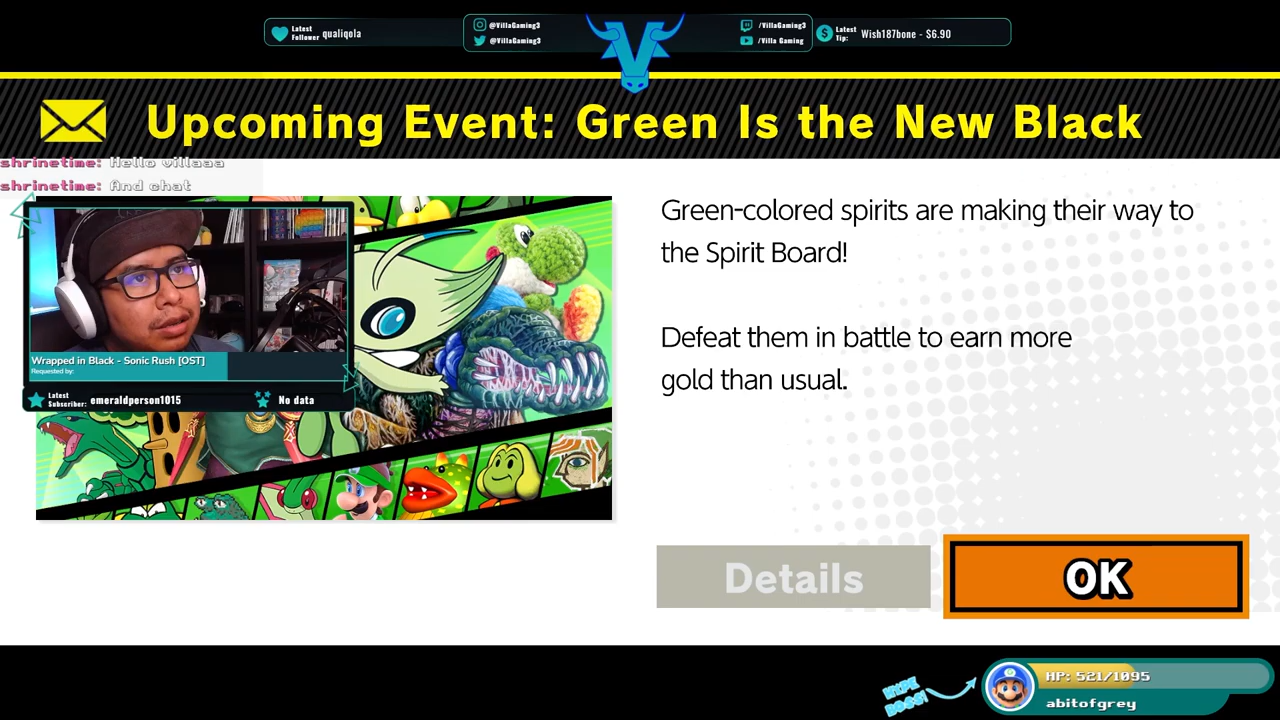 Latest
Follower
qualiqola
@VillaGaming3
@VillaGaming3
/VillaGaming3
/Villa Gaming
Latest
Tip:
Wish187bone - $6.90
Upcoming Event: Green Is the New Black
shrinetime: Hello villaaa
shrinetime: And chat
Green-colored spirits are making their way to
the Spirit Board!
Defeat them in battle to earn more
gold than usual.
Wrapped in Black - Sonic Rush [OST]
Requested by:
Latest
Subscriber:
emeraldperson1015
No data
Details
OK
HYPE
BOSS!
HP: 521/1095
abitofgrey